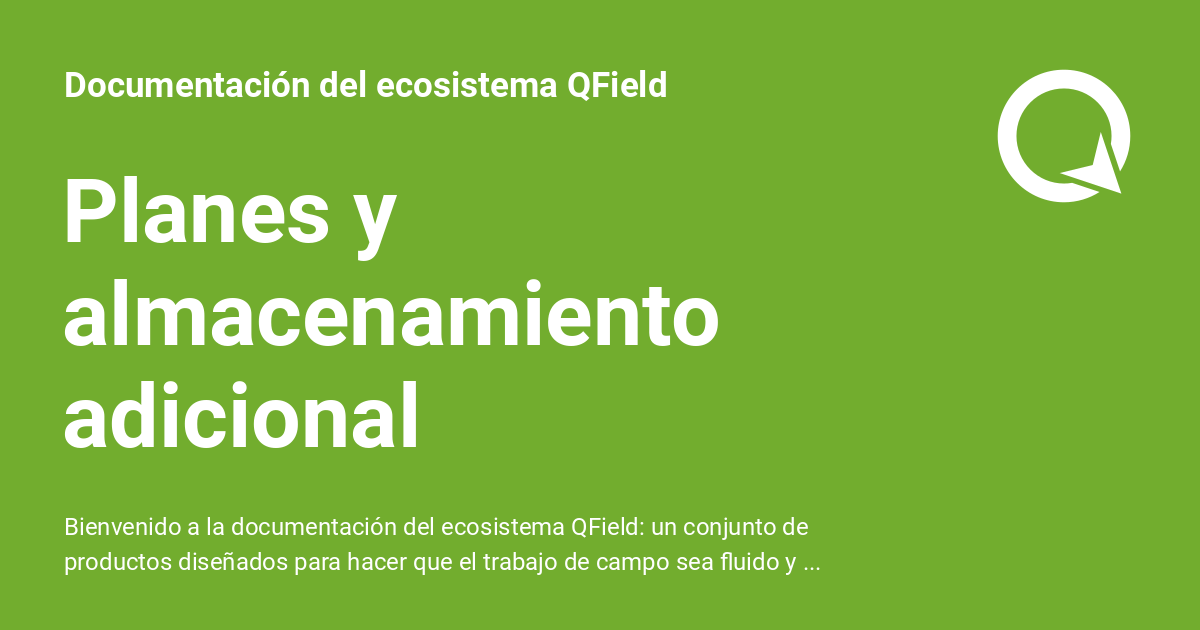 Documentación del ecosistema QField
Planes y
almacenamiento
adicional
Bienvenido a la documentación del ecosistema QField: un conjunto de
productos diseñados para hacer que el trabajo de campo sea fluido y ...